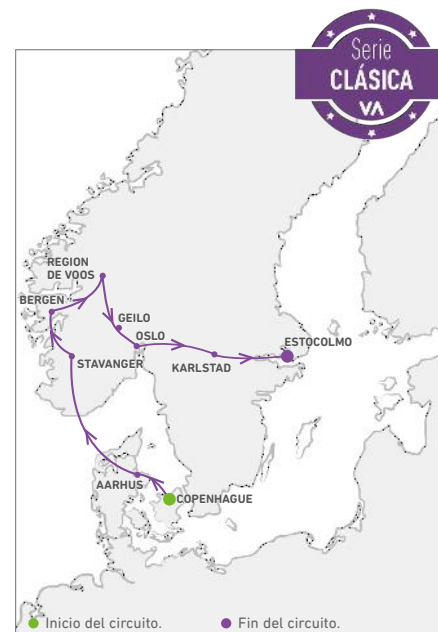 Serie
CLÁSICA
VA
REGION
DE VOOS
BERGEN
GEILO
OSLO
ESTOCOLMO
STAVANGER
KARLSTAD
AARHUS
COPENHAGUE
Inicio del circuito.
Fin del circuito.